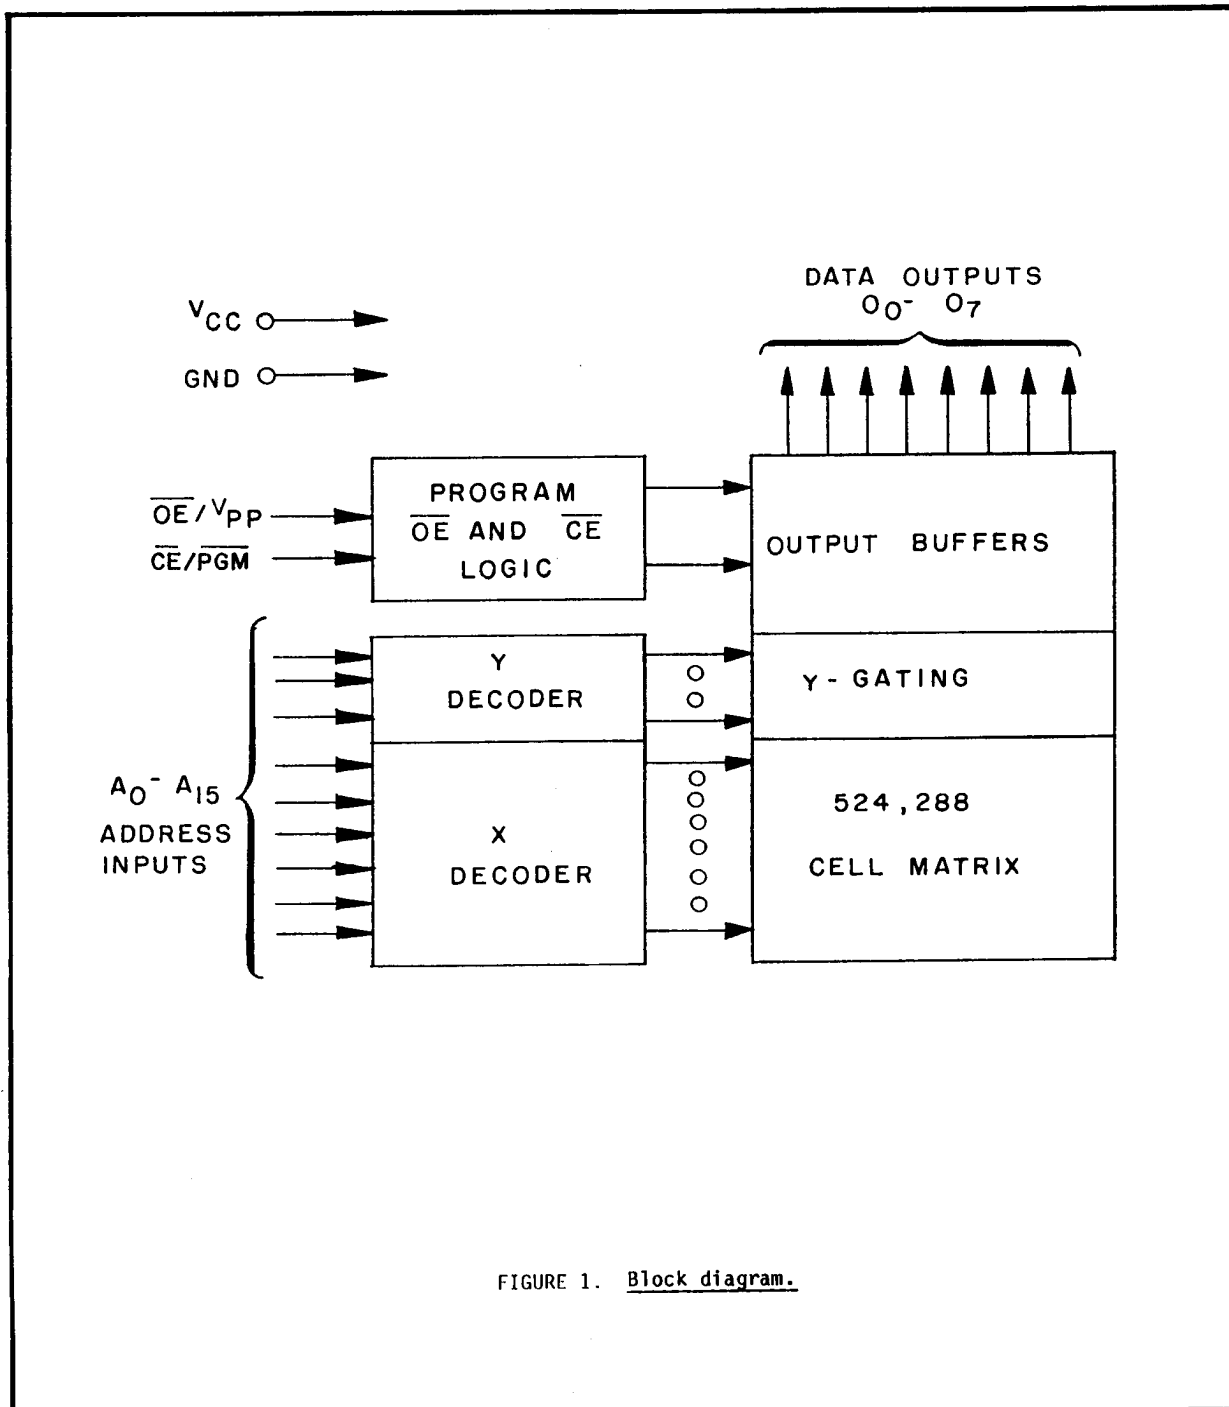 DATA OUTPUTS
O0- O7
VCC
GND
OE/VPP
CE/PGM
PROGRAM
OE AND CE
LOGIC
OUTPUT BUFFERS
Y
DECODER
Y- GATING
A0- A15
ADDRESS
INPUTS
X
DECODER
524,288
CELL MATRIX
FIGURE 1. Block diagram.